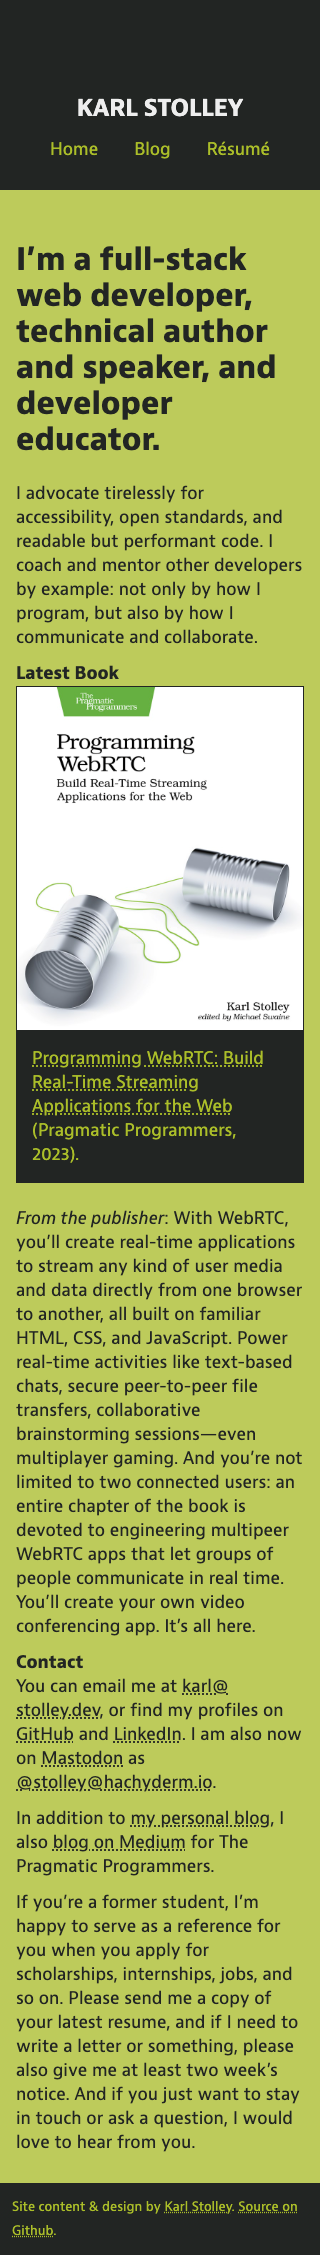 KARL STOLLEY
Home Blog Résumé
I’m a full-stack
web developer,
technical author
and speaker, and
developer
educator.
I advocate tirelessly for
accessibility, open standards, and
readable but performant code. I
coach and mentor other developers
by example: not only by how I
program, but also by how I
communicate and collaborate.
Latest Book
The
Pragmatic
Programmers
Programming
WebRTC
Build Real-Time Streaming
Applications for the Web
Karl Stolley
edited by Michael Swaine
Programming WebRTC: Build
Real-Time Streaming
Applications for the Web
(Pragmatic Programmers,
2023).
From the publisher: With WebRTC,
you’ll create real-time applications
to stream any kind of user media
and data directly from one browser
to another, all built on familiar
HTML, CSS, and JavaScript. Power
real-time activities like text-based
chats, secure peer-to-peer file
transfers, collaborative
brainstorming sessions—even
multiplayer gaming. And you’re not
limited to two connected users: an
entire chapter of the book is
devoted to engineering multipeer
WebRTC apps that let groups of
people communicate in real time.
You’ll create your own video
conferencing app. It’s all here.
Contact
You can email me at karl@
stolley.dev, or find my profiles on
GitHub and LinkedIn. I am also now
on Mastodon as
@stolley@hachyderm.io.
In addition to my personal blog, I
also blog on Medium for The
Pragmatic Programmers.
If you’re a former student, I’m
happy to serve as a reference for
you when you apply for
scholarships, internships, jobs, and
so on. Please send me a copy of
your latest resume, and if I need to
write a letter or something, please
also give me at least two week’s
notice. And if you just want to stay
in touch or ask a question, I would
love to hear from you.
Site content & design by Karl Stolley. Source on
Github.